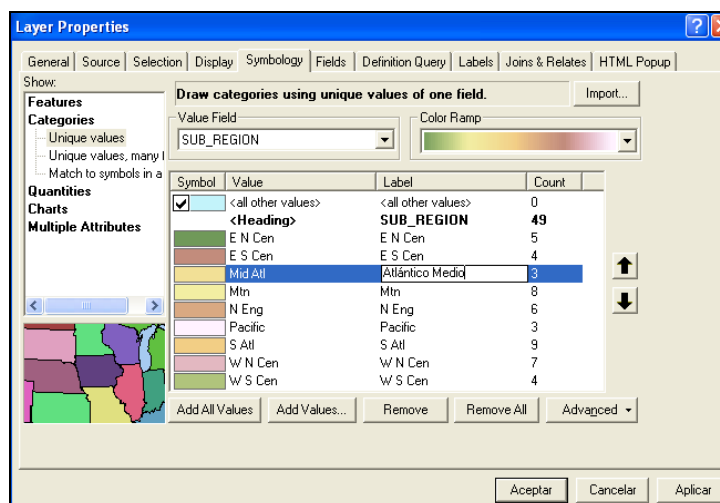 Layer Properties
General Source Selection Display Symbology Fields Definition Query Labels Joins & Relates HTML Popup
Show:
Features
Categories
Unique values
Unique values, many f
Match to symbols in a
Quantities
Charts
Multiple Attributes
Draw categories using unique values of one field.
Import...
Value Field
SUB_REGION
Color Ramp
Symbol Value Label Count
<all other values> <all other values> 0
<Heading> SUB_REGION 49
E N Cen E N Cen 5
E S Cen E S Cen 4
Mid Atl Atlántico Medio 3
Mtn Mtn 8
N Eng N Eng 6
Pacific Pacific 3
S Atl S Atl 9
W N Cen W N Cen 7
W S Cen W S Cen 4
Add All Values Add Values... Remove Remove All Advanced
Aceptar Cancelar Aplicar